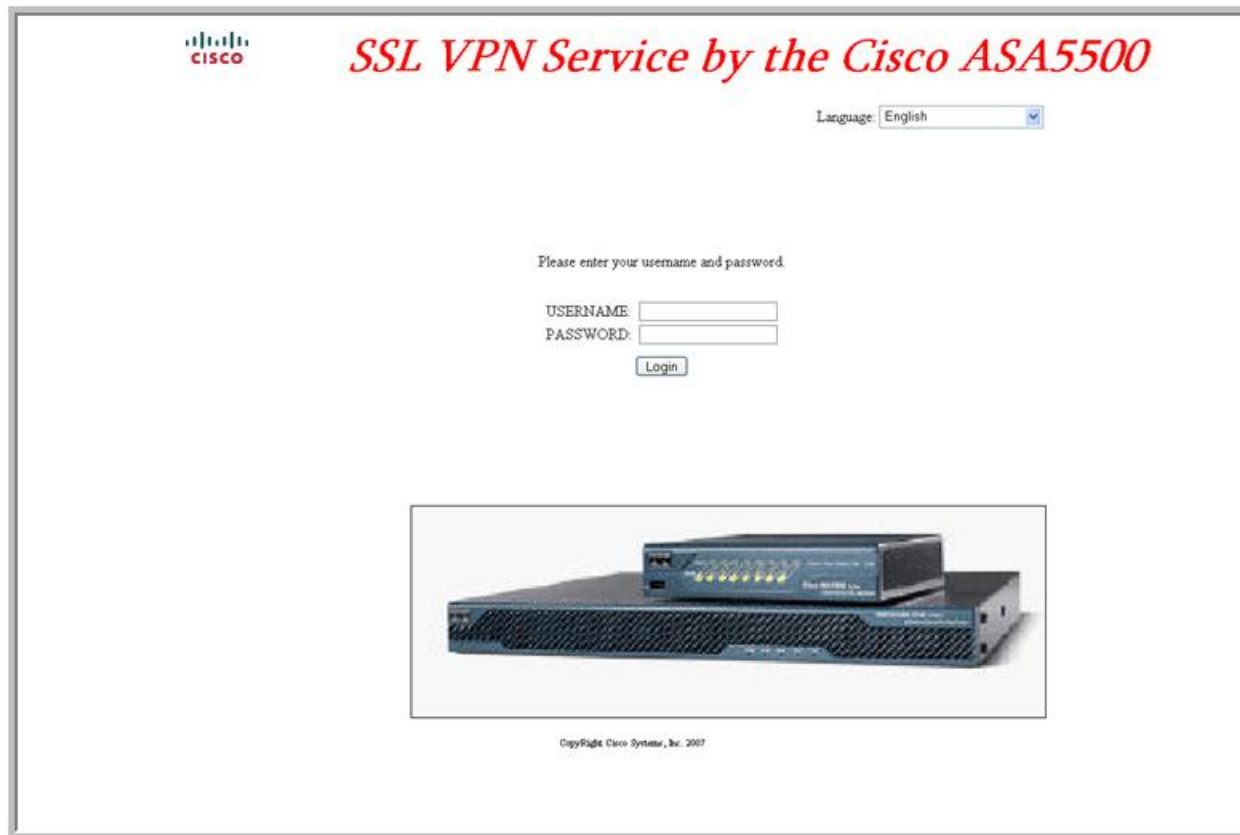 CISCO
SSL VPN Service by the Cisco ASA5500
Language: English
Please enter your username and password.
USERNAME:
PASSWORD:
Login
CopyRight Cisco Systems, Inc. 2007